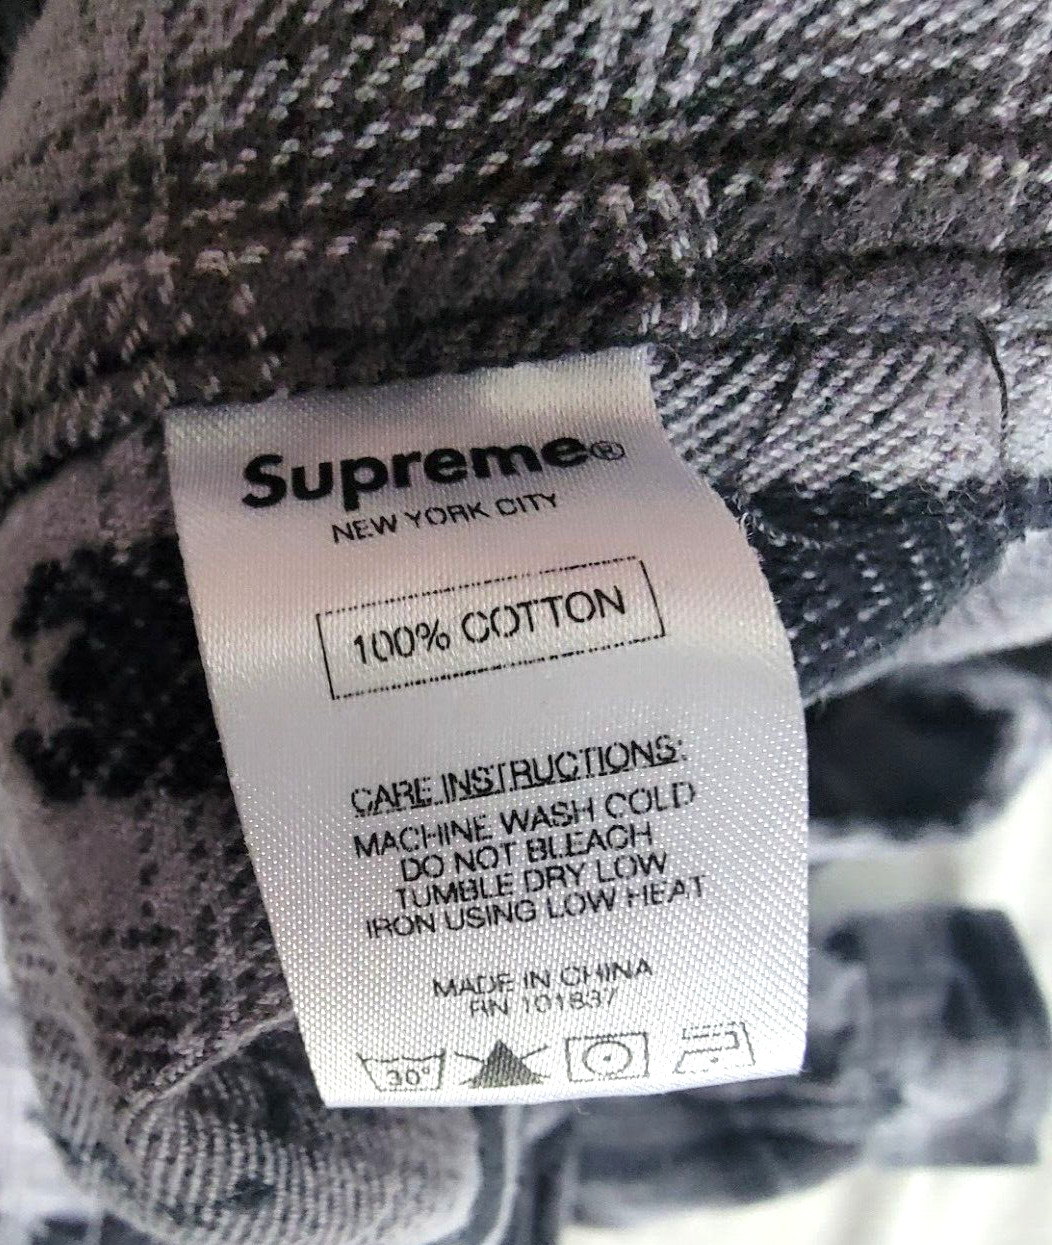 Supreme®
NEW YORK CITY
100% COTTON
CARE INSTRUCTIONS:
MACHINE WASH COLD
DO NOT BLEACH
TUMBLE DRY LOW
IRON USING LOW HEAT
MADE IN CHINA
RN 101837
30°